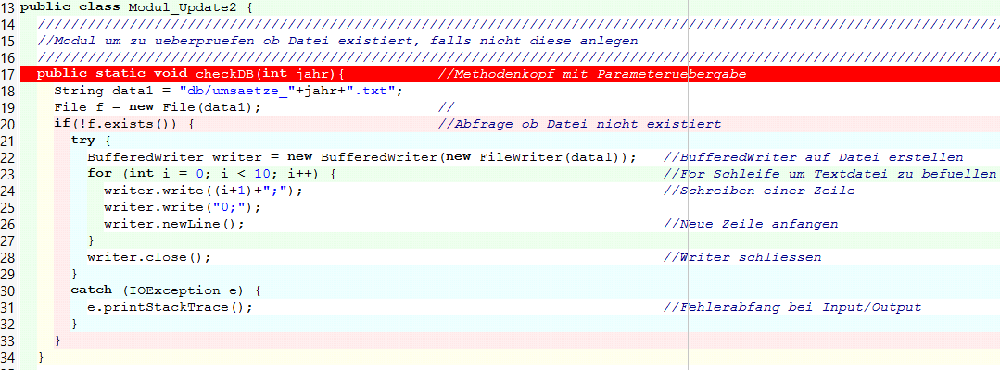 13 public class Modul_Update2 {
14 ////////////////////////////////////////////////////////////////////////////////////////////////////////////////////
15 //Modul um zu ueberpruefen ob Datei existiert, falls nicht diese anlegen
16 ////////////////////////////////////////////////////////////////////////////////////////////////////////////////////
17 public static void checkDB(int jahr){ //Methodenkopf mit Parameteruebergabe
18 String data1 = "db/umsaetze_"+jahr+".txt";
19 File f = new File(data1); //
20 if(!f.exists()) { //Abfrage ob Datei nicht existiert
21 try {
22 BufferedWriter writer = new BufferedWriter(new FileWriter(data1)); //BufferedWriter auf Datei erstellen
23 for (int i = 0; i < 10; i++) { //For Schleife um Textdatei zu befuellen
24 writer.write((i+1)+";"); //Schreiben einer Zeile
25 writer.write("0;");
26 writer.newLine(); //Neue Zeile anfangen
27 }
28 writer.close(); //Writer schliessen
29 }
30 catch (IOException e) {
31 e.printStackTrace(); //Fehlerabfang bei Input/Output
32 }
33 }
34 }